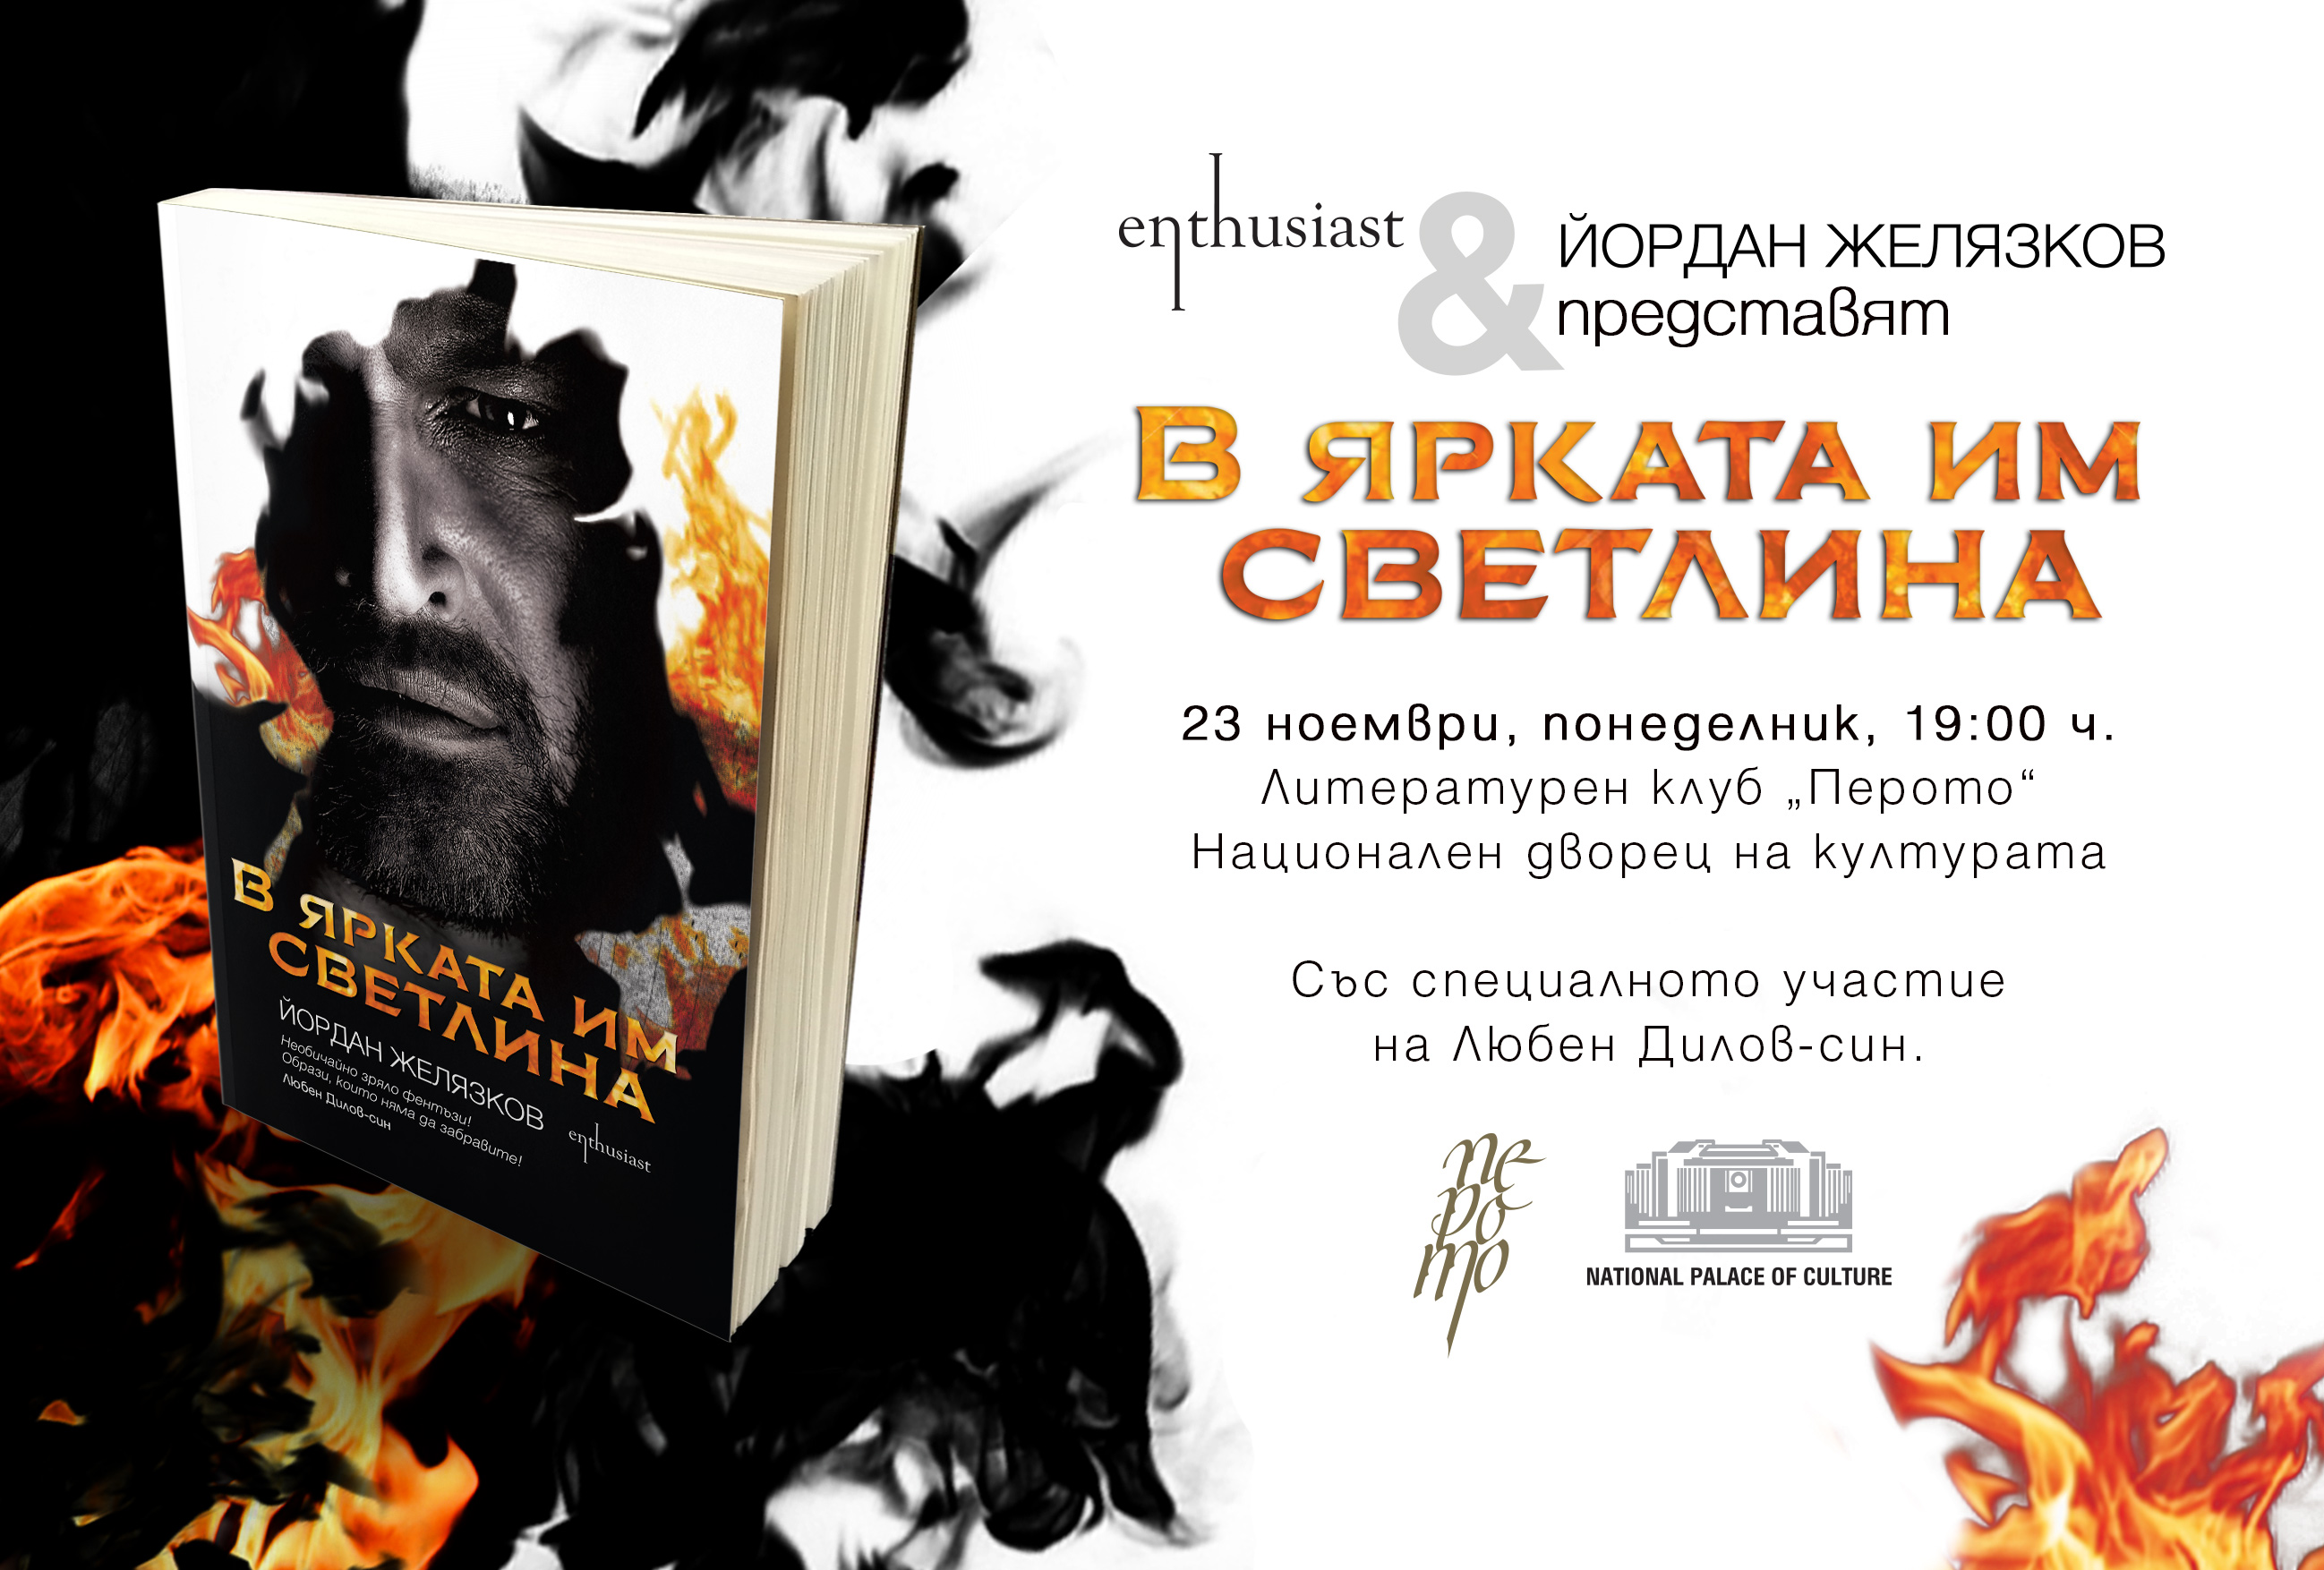 enthusiast & ЙОРДАН ЖЕЛЯЗКОВ
представят
В ЯРКАТА ИМ
СВЕТЛИНА
23 ноември, понеделник, 19:00 ч.
Литературен клуб „Перото“
Национален дворец на културата
Със специалното участие
на Любен Дилов-син.
перото
NATIONAL PALACE OF CULTURE
В ЯРКАТА ИМ
СВЕТЛИНА
ЙОРДАН ЖЕЛЯЗКОВ
Необичайно зряло фентъзи!
Образи, които няма да забравите!
Любен Дилов-син
enthusiast